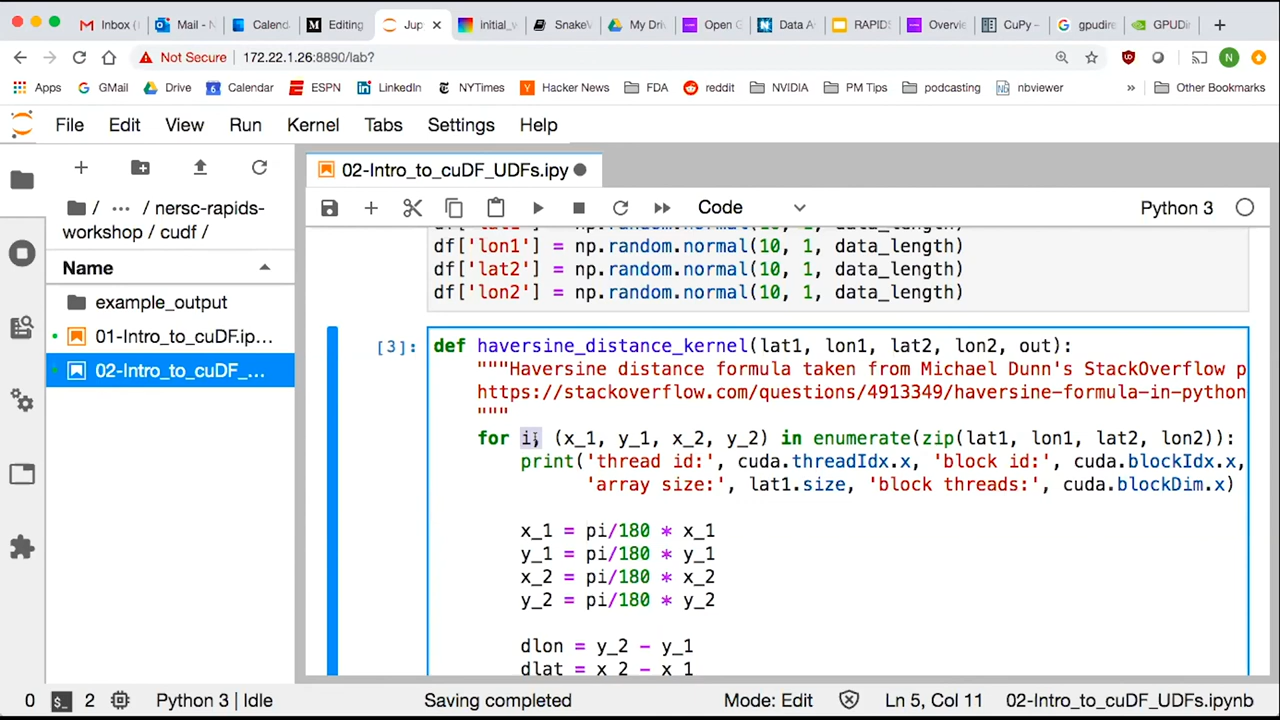 Inbox ( Mail - N Calend Editing Jup initial_v SnakeV My Dri Open G Data A RAPIDS Overvie CuPy – gpudire GPUDi
Not Secure 172.22.1.26:8890/lab?
Apps GMail Drive Calendar ESPN LinkedIn NYTimes Hacker News FDA reddit NVIDIA PM Tips podcasting nbviewer » Other Bookmarks
File Edit View Run Kernel Tabs Settings Help
02-Intro_to_cuDF_UDFs.ipy
Code Python 3
/ ... / nersc-rapids-
workshop / cudf /
Name
example_output
01-Intro_to_cuDF.ip...
02-Intro_to_cuDF_...
df['lon1'] = np.random.normal(10, 1, data_length)
df['lat2'] = np.random.normal(10, 1, data_length)
df['lon2'] = np.random.normal(10, 1, data_length)
[3]: def haversine_distance_kernel(lat1, lon1, lat2, lon2, out):
"""Haversine distance formula taken from Michael Dunn's StackOverflow p
https://stackoverflow.com/questions/4913349/haversine-formula-in-python
"""
for i, (x_1, y_1, x_2, y_2) in enumerate(zip(lat1, lon1, lat2, lon2)):
print('thread id:', cuda.threadIdx.x, 'block id:', cuda.blockIdx.x,
'array size:', lat1.size, 'block threads:', cuda.blockDim.x)
x_1 = pi/180 * x_1
y_1 = pi/180 * y_1
x_2 = pi/180 * x_2
y_2 = pi/180 * y_2
dlon = y_2 - y_1
dlat = x_2 - x_1
0 2 Python 3 | Idle Saving completed Mode: Edit Ln 5, Col 11 02-Intro_to_cuDF_UDFs.ipynb